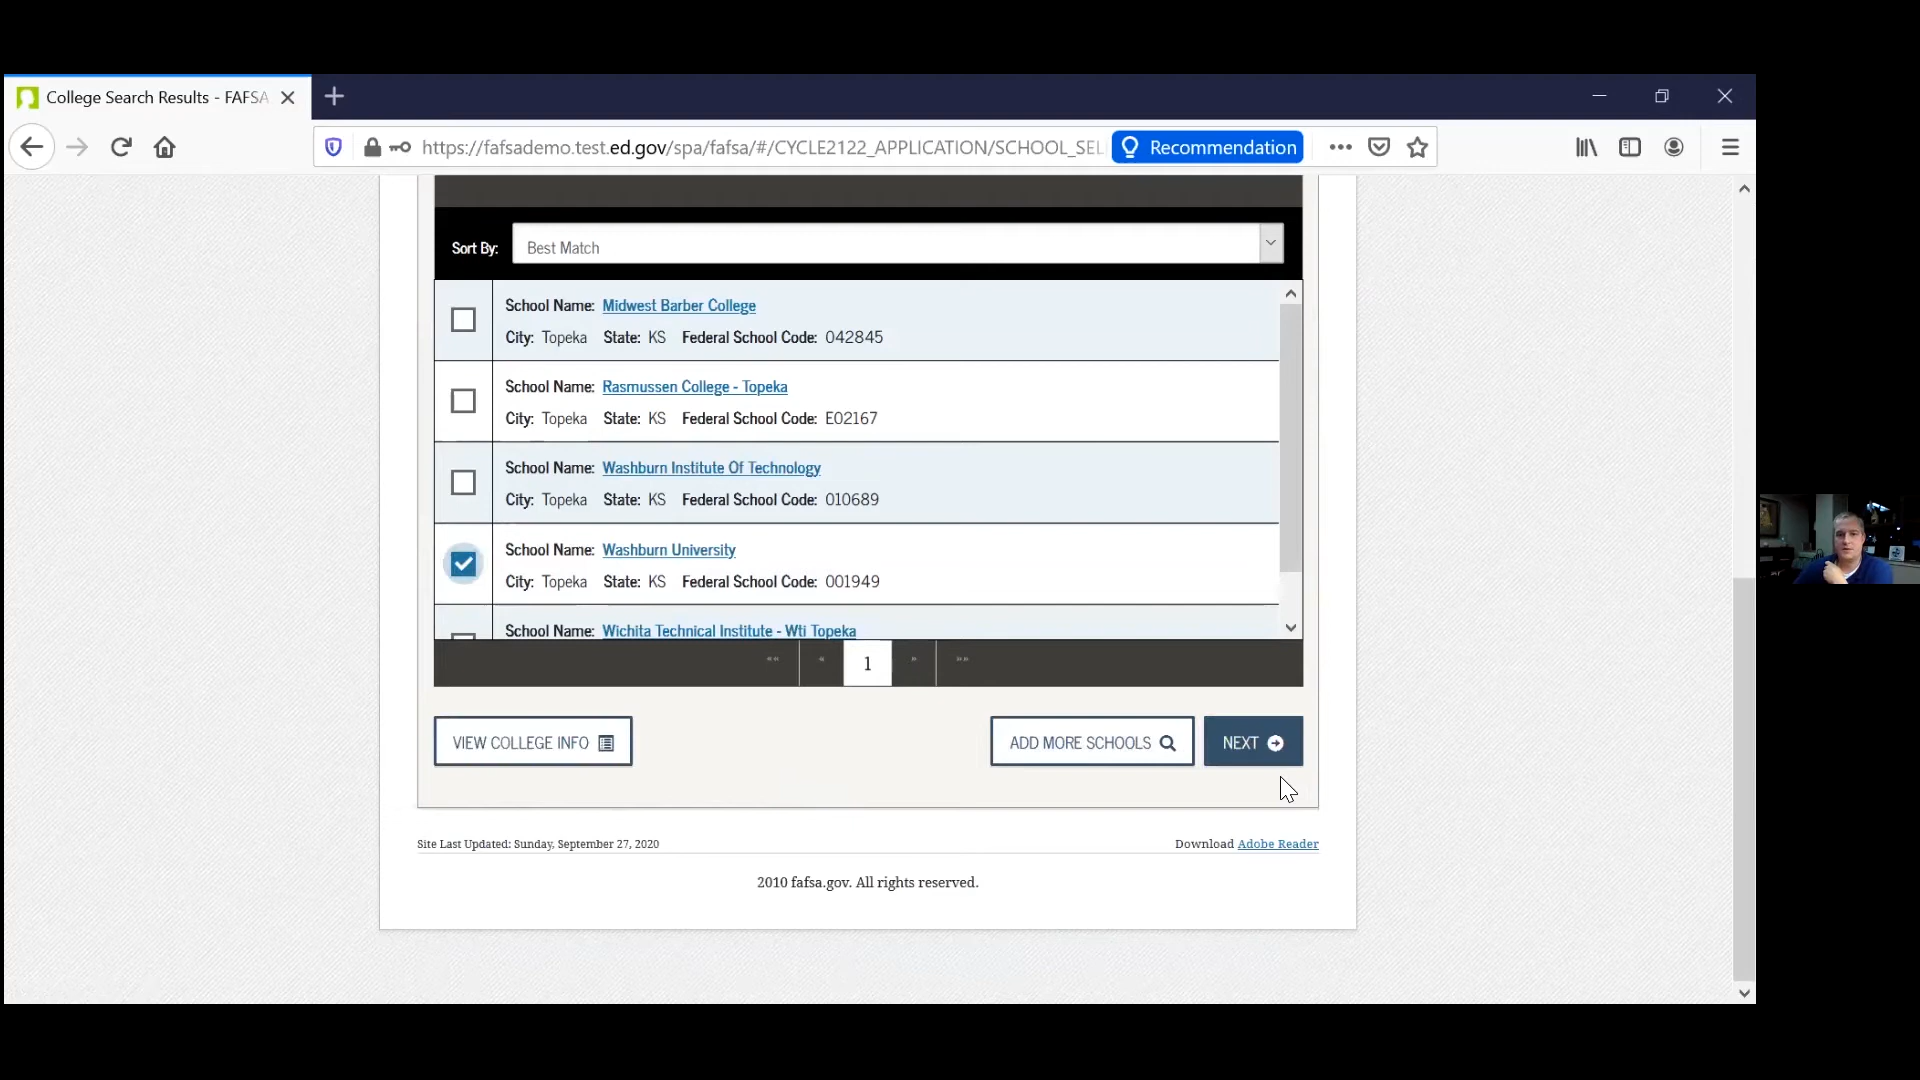 College Search Results - FAFSA
https://fafsademo.test.ed.gov/spa/fafsa/#/CYCLE2122_APPLICATION/SCHOOL_SEL
Recommendation
Sort By: Best Match
School Name: Midwest Barber College
City: Topeka State: KS Federal School Code: 042845
School Name: Rasmussen College - Topeka
City: Topeka State: KS Federal School Code: E02167
School Name: Washburn Institute Of Technology
City: Topeka State: KS Federal School Code: 010689
School Name: Washburn University
City: Topeka State: KS Federal School Code: 001949
School Name: Wichita Technical Institute - Wti Topeka
«« « 1 » »»
VIEW COLLEGE INFO ADD MORE SCHOOLS NEXT
Site Last Updated: Sunday, September 27, 2020 Download Adobe Reader
2010 fafsa.gov. All rights reserved.